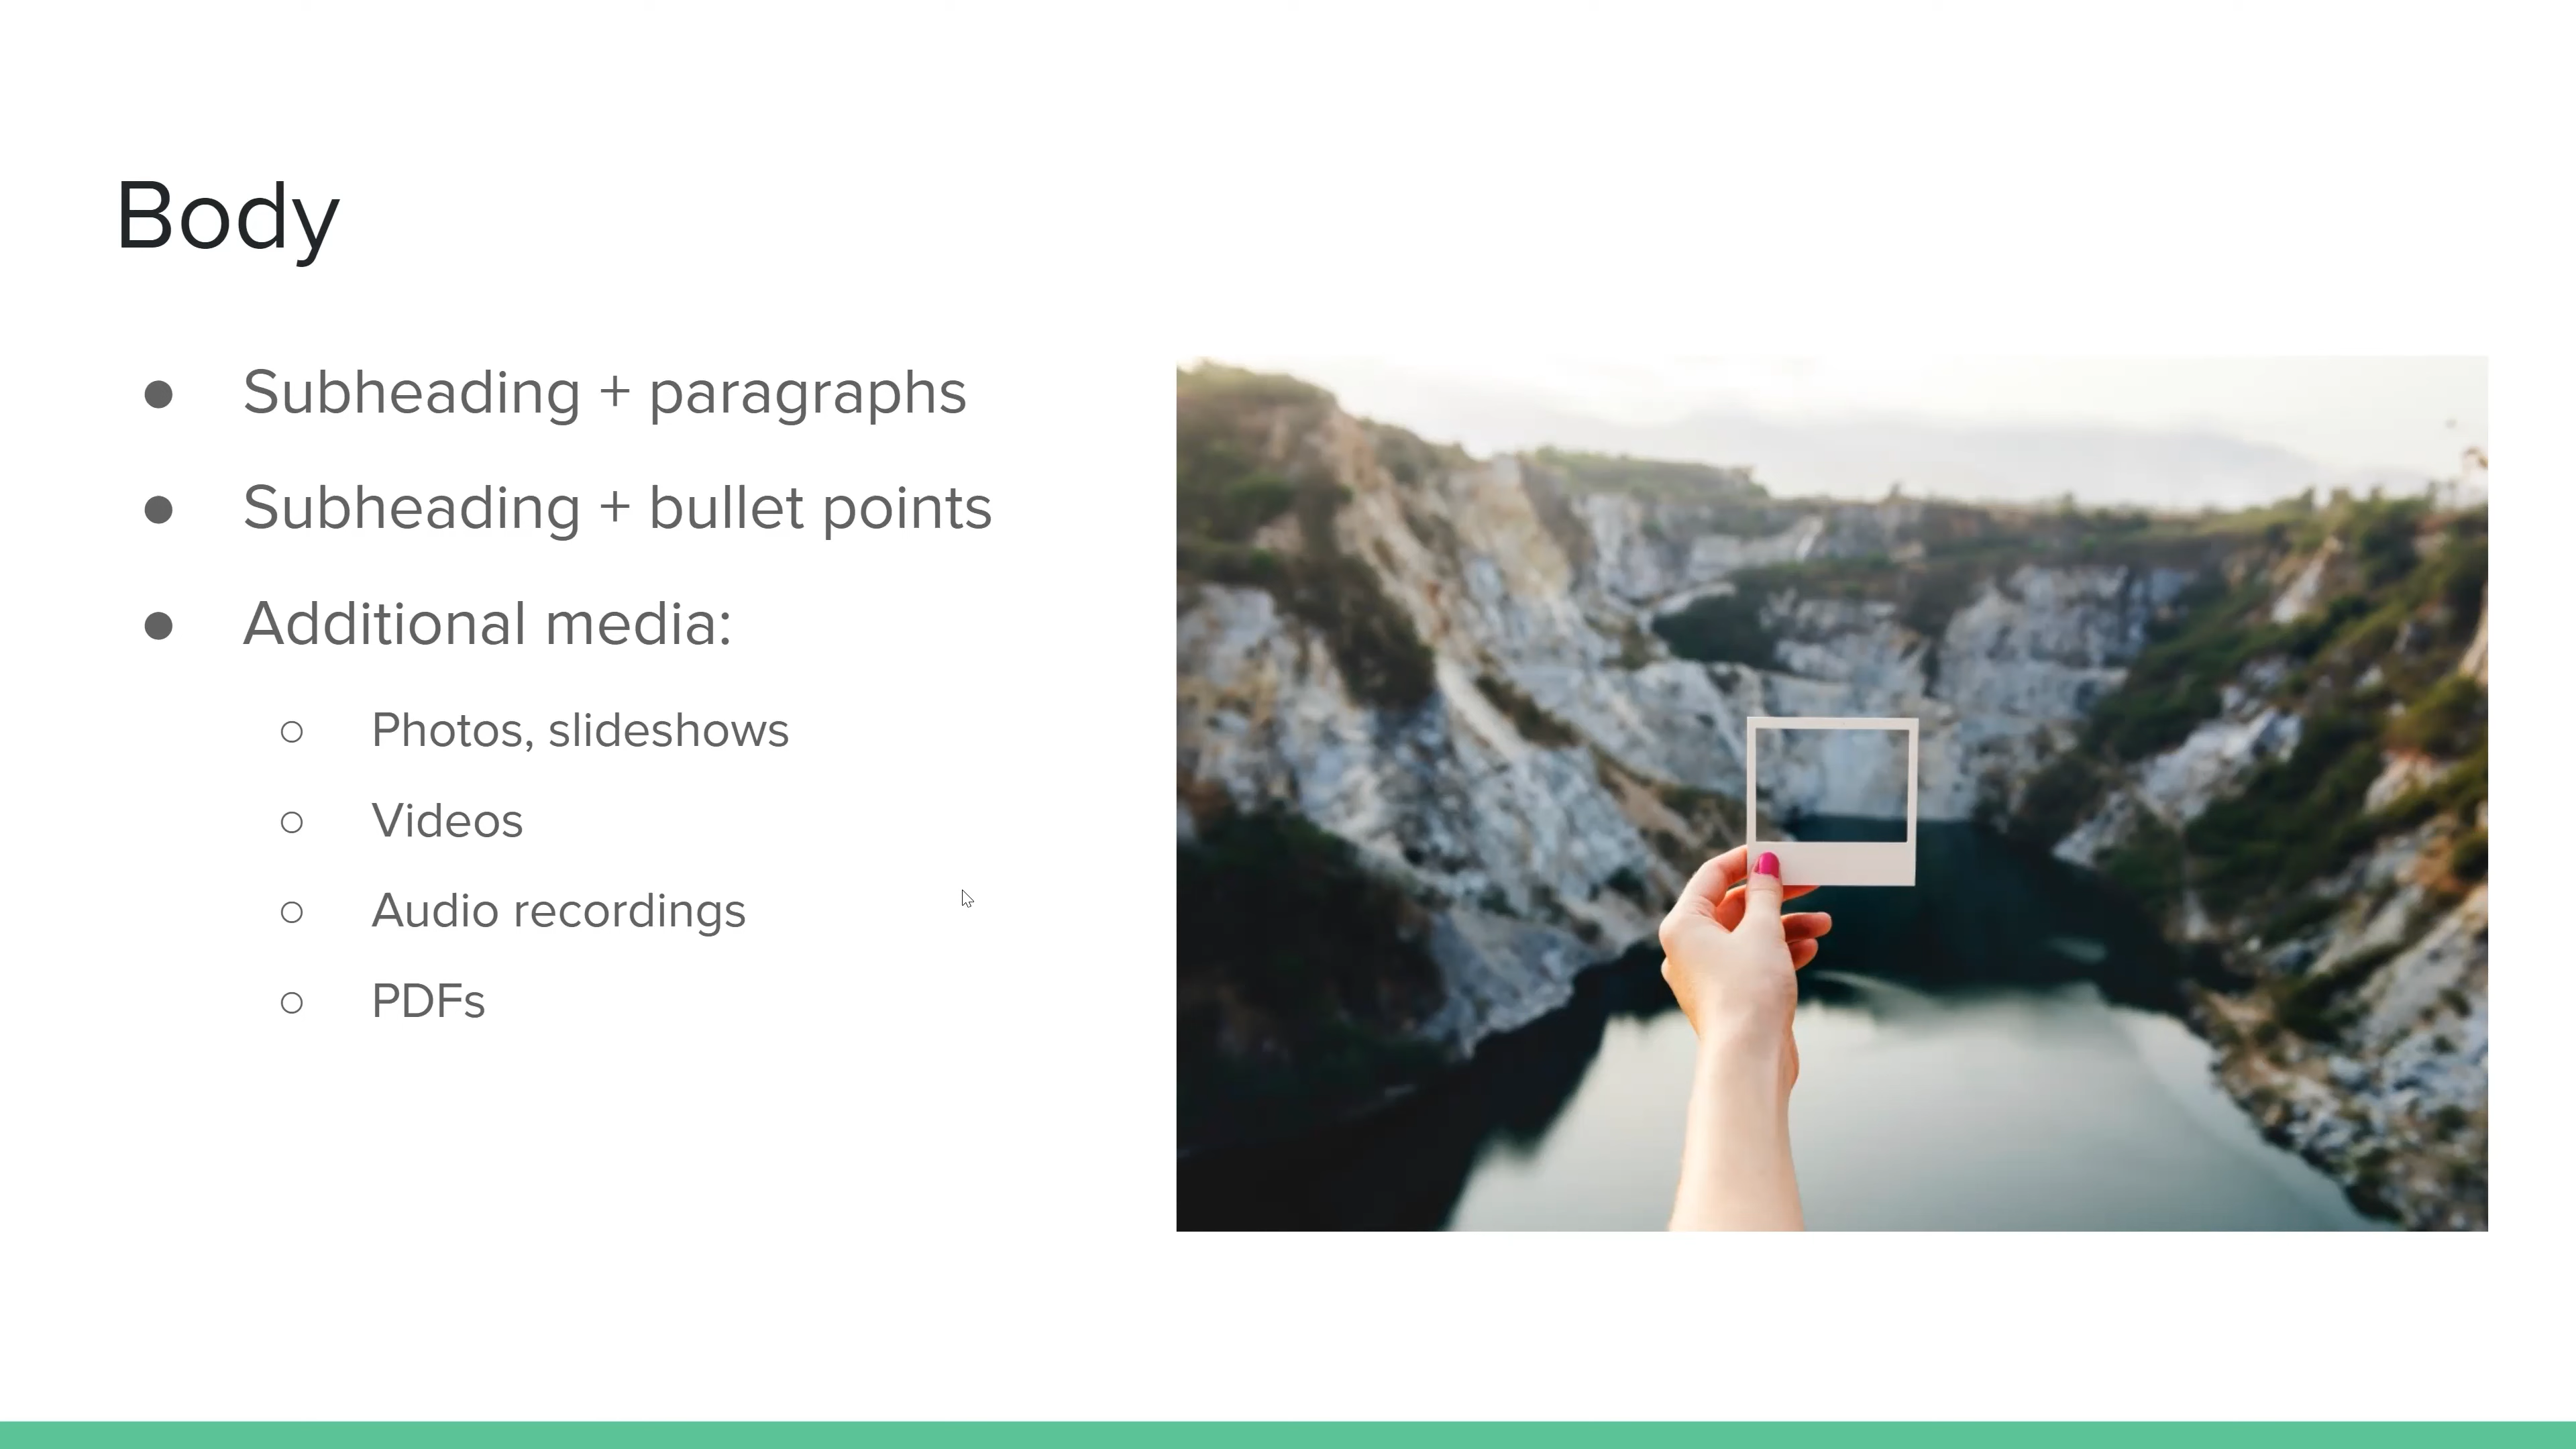 Body
● Subheading + paragraphs
● Subheading + bullet points
● Additional media:
○ Photos, slideshows
○ Videos
○ Audio recordings
○ PDFs